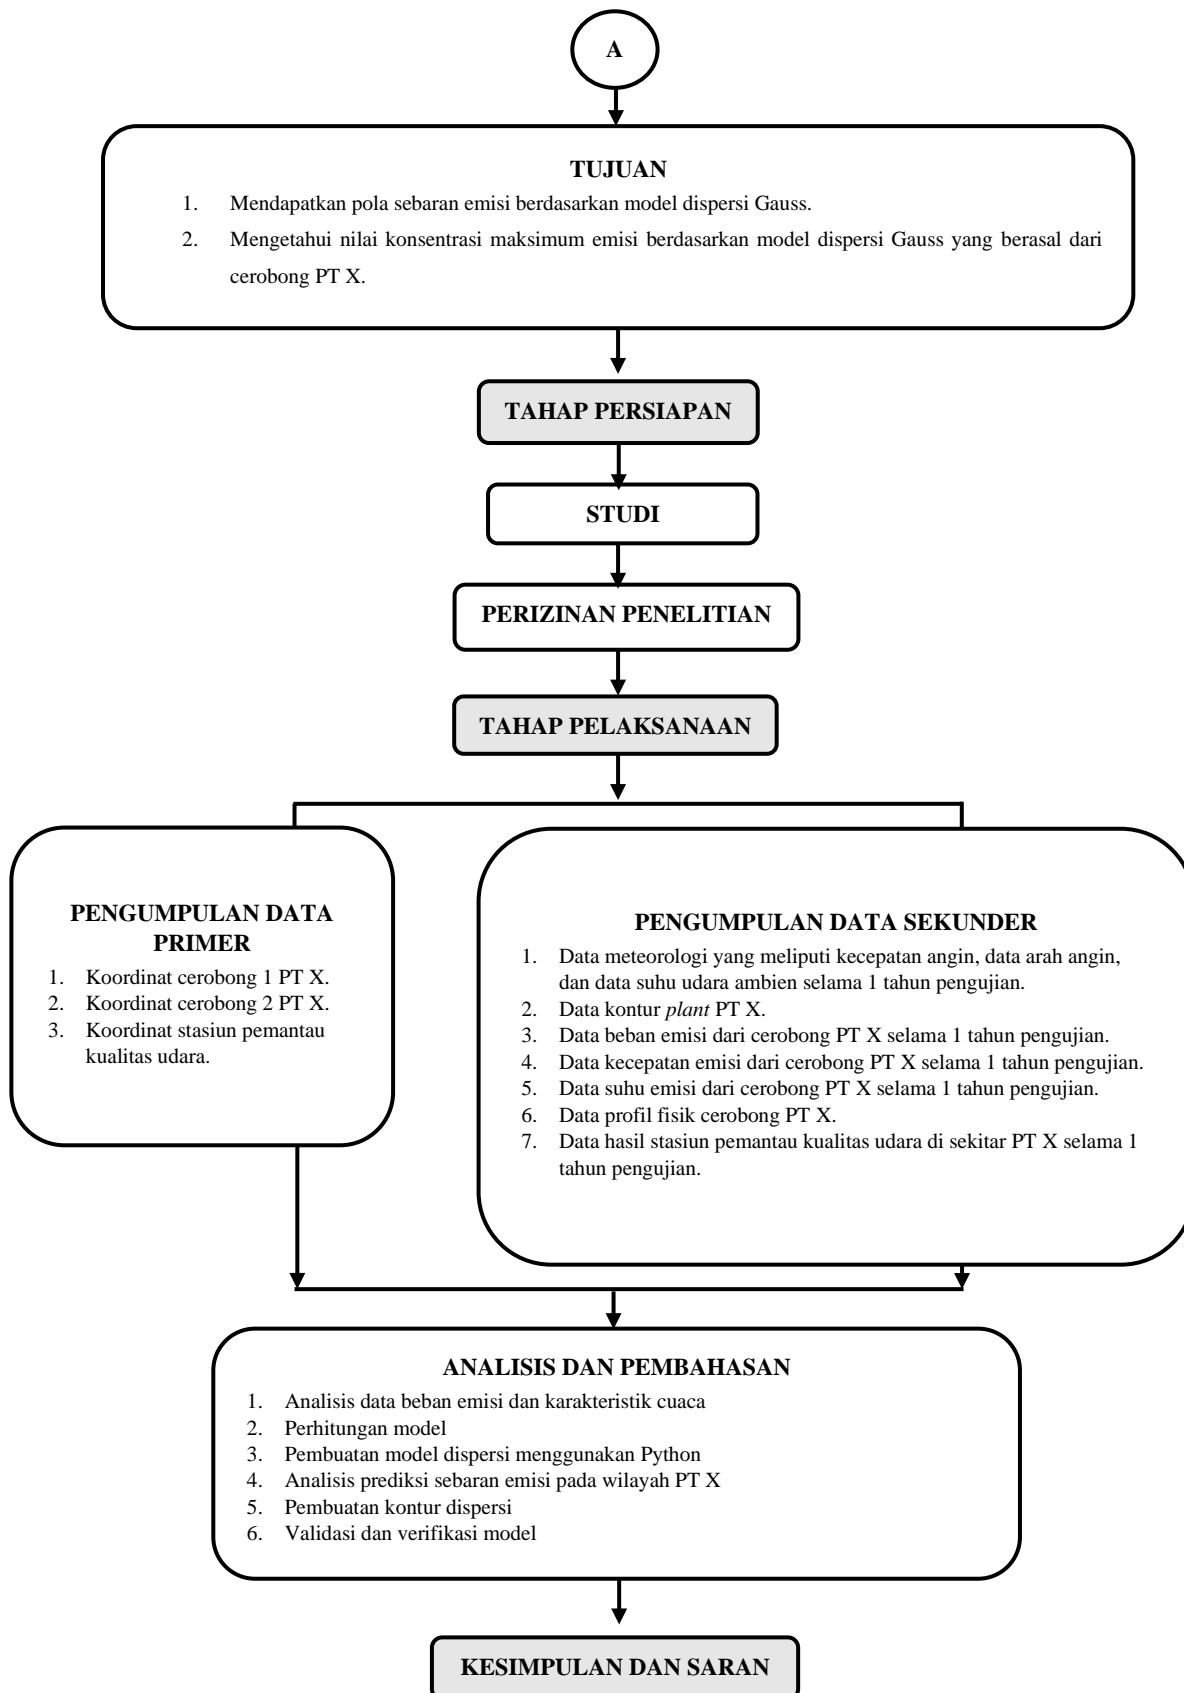 A
TUJUAN
1. Mendapatkan pola sebaran emisi berdasarkan model dispersi Gauss.
2. Mengetahui nilai konsentrasi maksimum emisi berdasarkan model dispersi Gauss yang berasal dari
cerobong PT X.
TAHAP PERSIAPAN
STUDI
PERIZINAN PENELITIAN
TAHAP PELAKSANAAN
PENGUMPULAN DATA
PRIMER
1. Koordinat cerobong 1 PT X.
2. Koordinat cerobong 2 PT X.
3. Koordinat stasiun pemantau
kualitas udara.
PENGUMPULAN DATA SEKUNDER
1. Data meteorologi yang meliputi kecepatan angin, data arah angin,
dan data suhu udara ambien selama 1 tahun pengujian.
2. Data kontur plant PT X.
3. Data beban emisi dari cerobong PT X selama 1 tahun pengujian.
4. Data kecepatan emisi dari cerobong PT X selama 1 tahun pengujian.
5. Data suhu emisi dari cerobong PT X selama 1 tahun pengujian.
6. Data profil fisik cerobong PT X.
7. Data hasil stasiun pemantau kualitas udara di sekitar PT X selama 1
tahun pengujian.
ANALISIS DAN PEMBAHASAN
1. Analisis data beban emisi dan karakteristik cuaca
2. Perhitungan model
3. Pembuatan model dispersi menggunakan Python
4. Analisis prediksi sebaran emisi pada wilayah PT X
5. Pembuatan kontur dispersi
6. Validasi dan verifikasi model
KESIMPULAN DAN SARAN